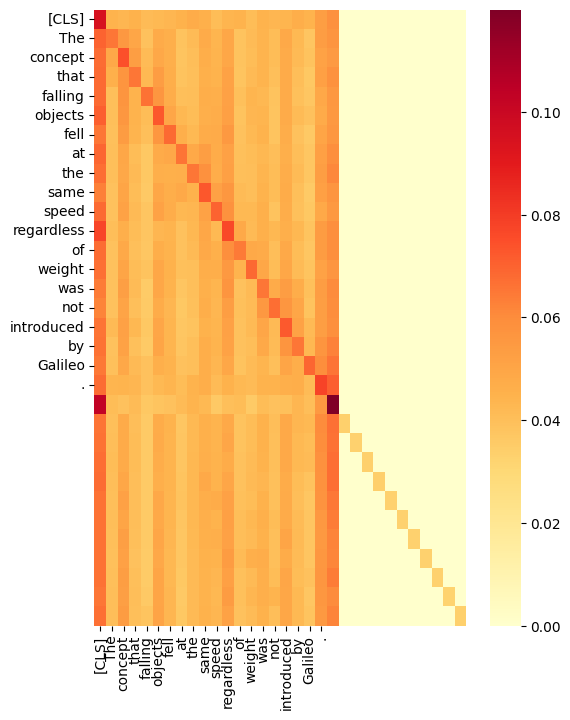 [CLS]
The
concept
that
falling
objects
fell
at
the
same
speed
regardless
of
weight
was
not
introduced
by
Galileo
.
[CLS]
The
concept
that
falling
objects
fell
at
the
same
speed
regardless
of
weight
was
not
introduced
by
Galileo
.
0.10
0.08
0.06
0.04
0.02
0.00